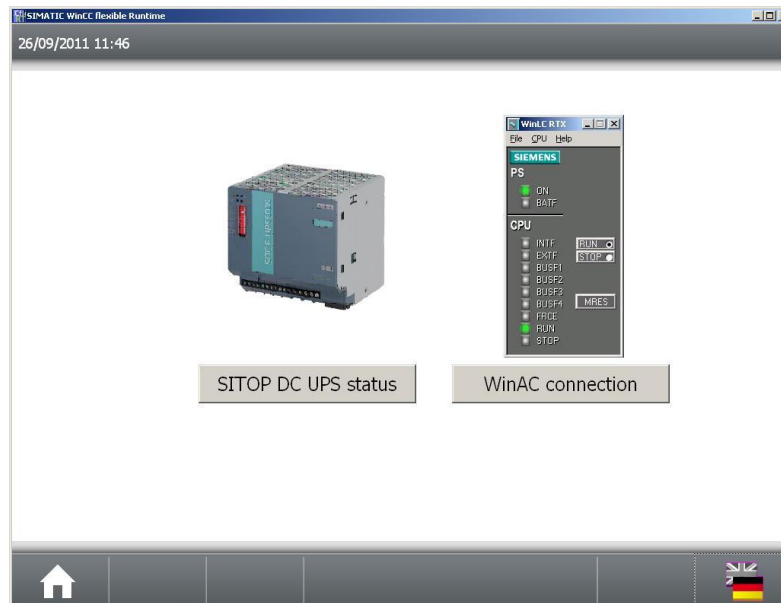 SIMATIC WinCC flexible Runtime
26/09/2011 11:46
WinLC RTX
File CPU Help
SIEMENS
PS
ON
BATF
CPU
INTF RUN
EXTF STOP
BUSF1
BUSF2
BUSF3
BUSF4 MRES
FRCE
RUN
STOP
SITOP DC UPS status
WinAC connection